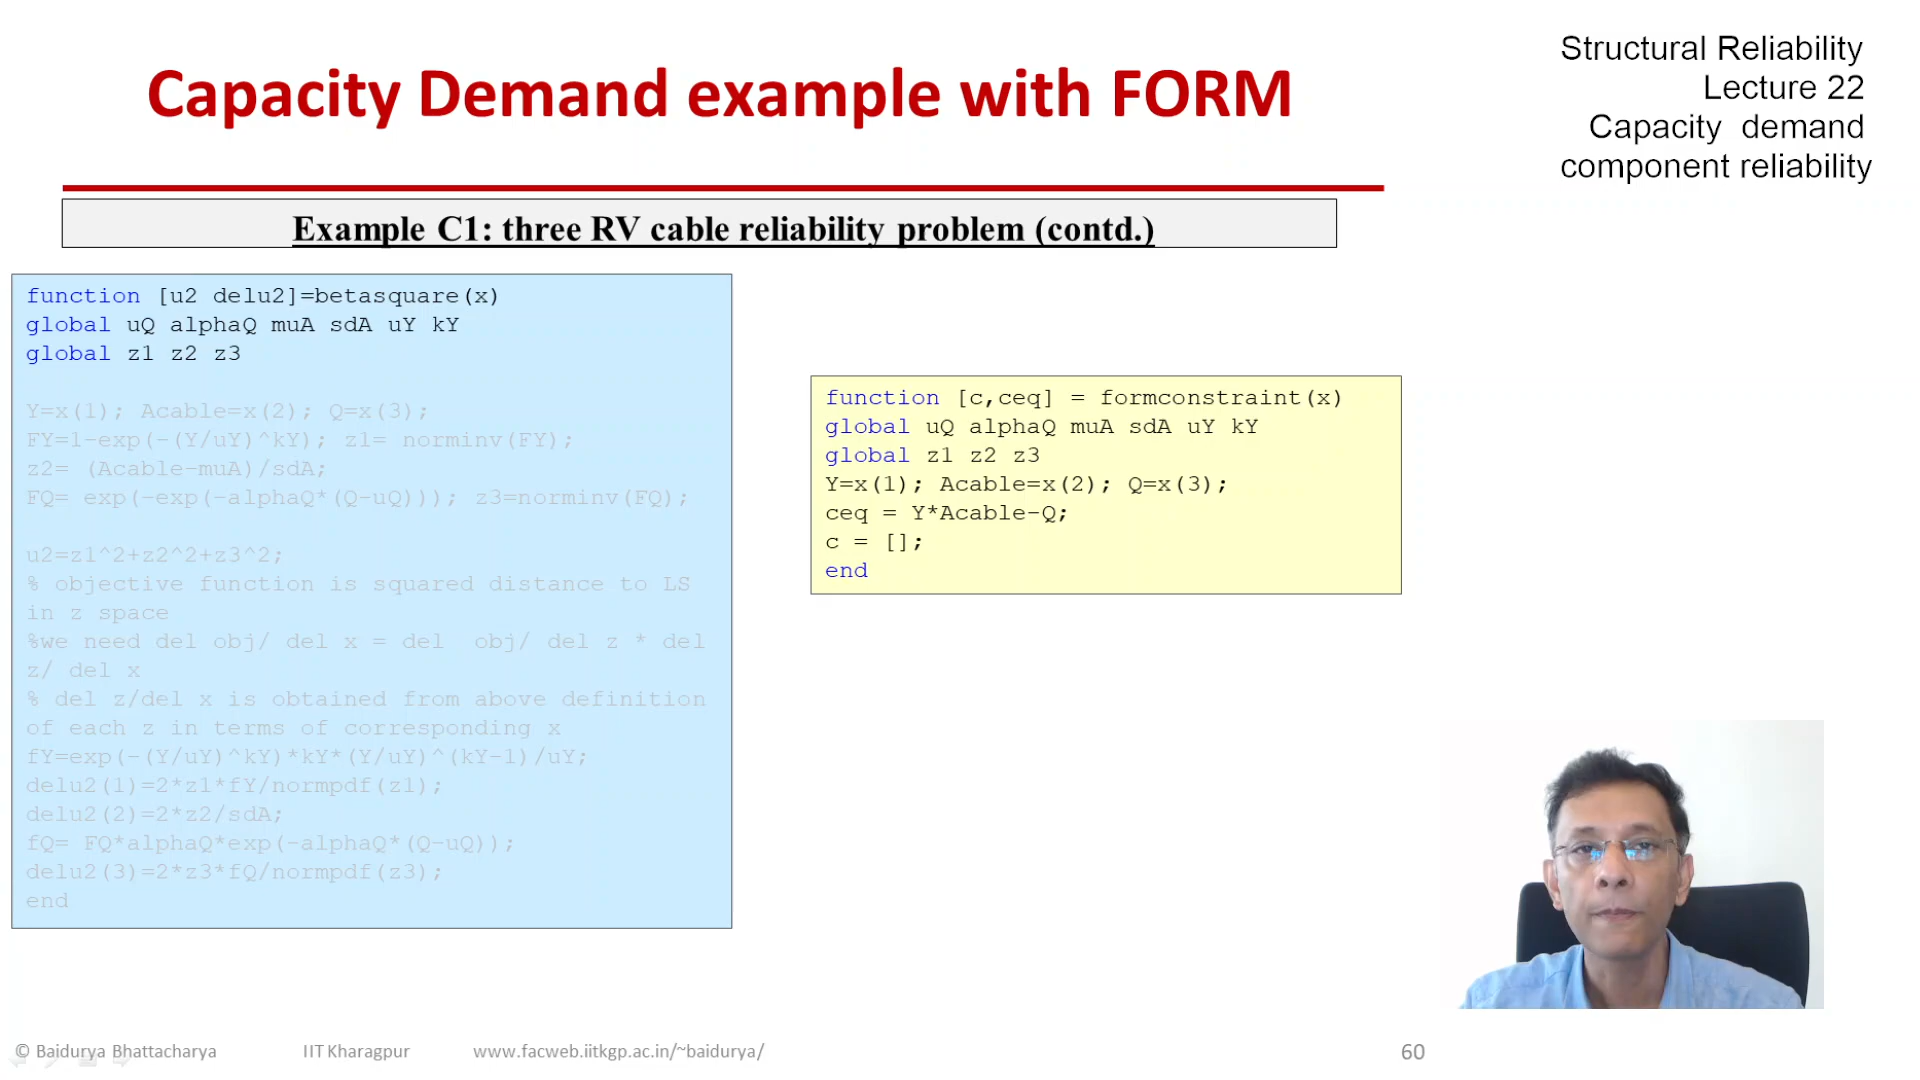 Capacity Demand example with FORM
Structural Reliability
Lecture 22
Capacity demand
component reliability
Example C1: three RV cable reliability problem (contd.)
function [u2 delu2]=betasquare(x)
global uQ alphaQ muA sdA uY kY
global z1 z2 z3
Y=x(1); Acable=x(2); Q=x(3);
FY=1-exp(-(Y/uY)^kY); z1= norminv(FY);
z2= (Acable-muA)/sdA;
FQ= exp(-exp(-alphaQ*(Q-uQ))); z3=norminv(FQ);
u2=z1^2+z2^2+z3^2;
% objective function is squared distance to LS
in z space
%we need del obj/ del x = del  obj/ del z * del
z/ del x
% del z/del x is obtained from above definition
of each z in terms of corresponding x
fY=exp(-(Y/uY)^kY)*kY*(Y/uY)^(kY-1)/uY;
delu2(1)=2*z1*fY/normpdf(z1);
delu2(2)=2*z2/sdA;
fQ= FQ*alphaQ*exp(-alphaQ*(Q-uQ));
delu2(3)=2*z3*fQ/normpdf(z3);
end
function [c,ceq] = formconstraint(x)
global uQ alphaQ muA sdA uY kY
global z1 z2 z3
Y=x(1); Acable=x(2); Q=x(3);
ceq = Y*Acable-Q;
c = [];
end
© Baidurya Bhattacharya IIT Kharagpur www.facweb.iitkgp.ac.in/~baidurya/ 60